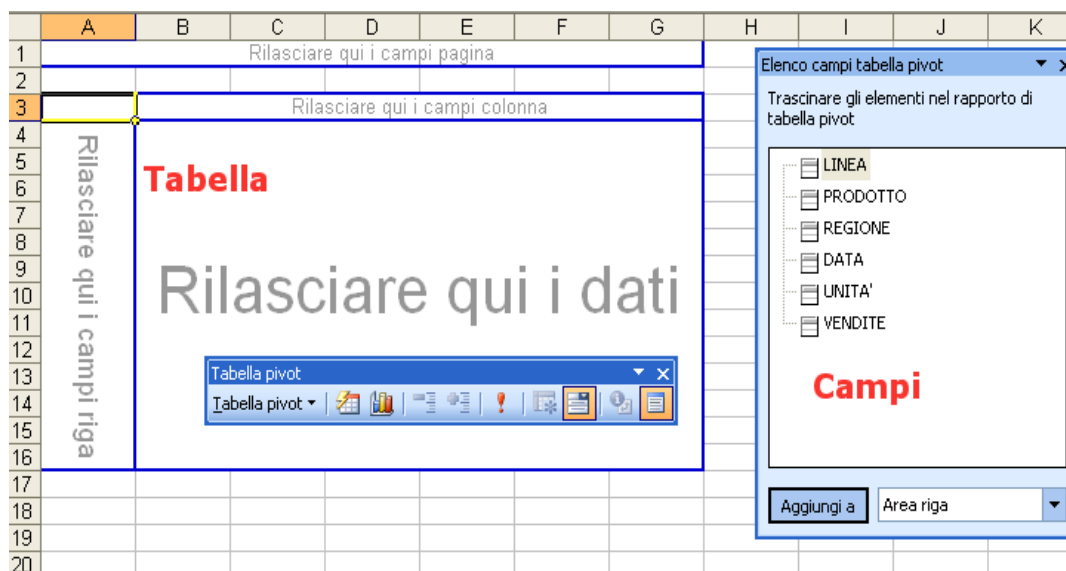 A B C D E F G H I J K
1 Rilasciare qui i campi pagina
2
3 Rilasciare qui i campi colonna
4
5
6
7
8
9
10
11
12
13
14
15
16
17
18
19
20
Rilasciare qui i campi riga
Tabella
Rilasciare qui i dati
Tabella pivot
Tabella pivot
Elenco campi tabella pivot
Trascinare gli elementi nel rapporto di
tabella pivot
LINEA
PRODOTTO
REGIONE
DATA
UNITA'
VENDITE
Campi
Aggiungi a Area riga